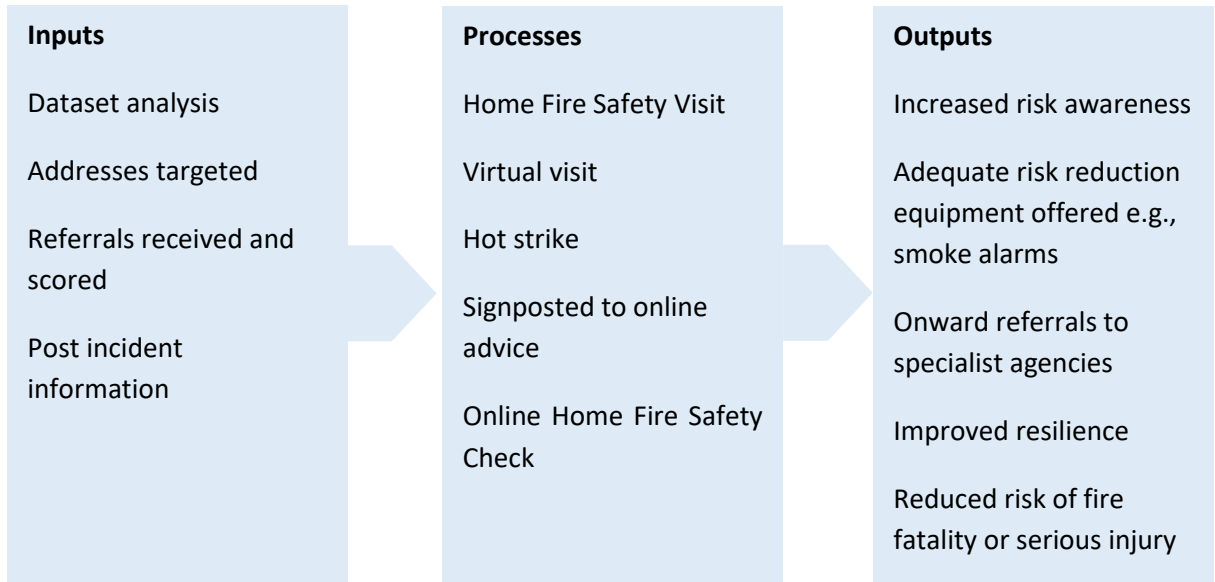 Inputs
Dataset analysis
Addresses targeted
Referrals received and
scored
Post incident
information
Processes
Home Fire Safety Visit
Virtual visit
Hot strike
Signposted to online
advice
Online Home Fire Safety
Check
Outputs
Increased risk awareness
Adequate risk reduction
equipment offered e.g.,
smoke alarms
Onward referrals to
specialist agencies
Improved resilience
Reduced risk of fire
fatality or serious injury